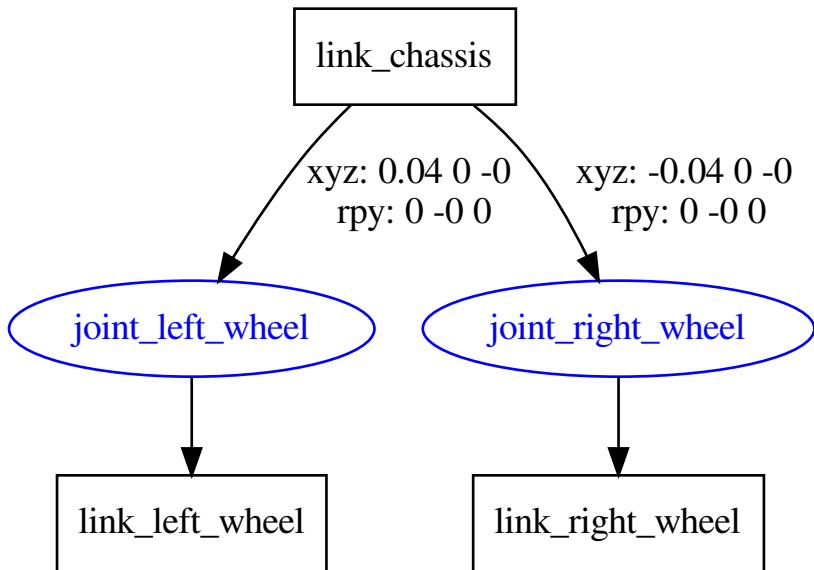 link_chassis
xyz: 0.04 0 -0
rpy: 0 -0 0
xyz: -0.04 0 -0
rpy: 0 -0 0
joint_left_wheel
joint_right_wheel
link_left_wheel
link_right_wheel